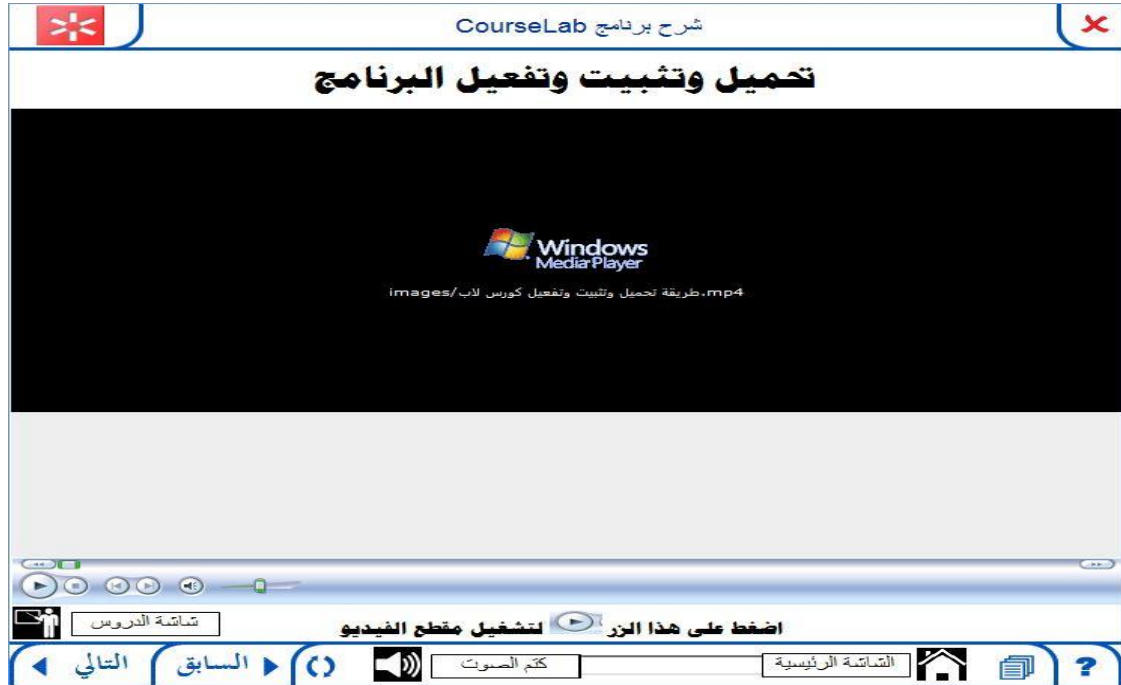 شرح برنامج CourseLab
تحميل وتثبيت وتفعيل البرنامج
Windows
Media Player
images/طريقة تحميل وتثبيت وتفعيل كورس لاب.mp4
شاشة الدروس
اضغط على هذا الزر لتشغيل مقطع الفيديو
? الشاشة الرئيسية كتم الصوت السابق التالي